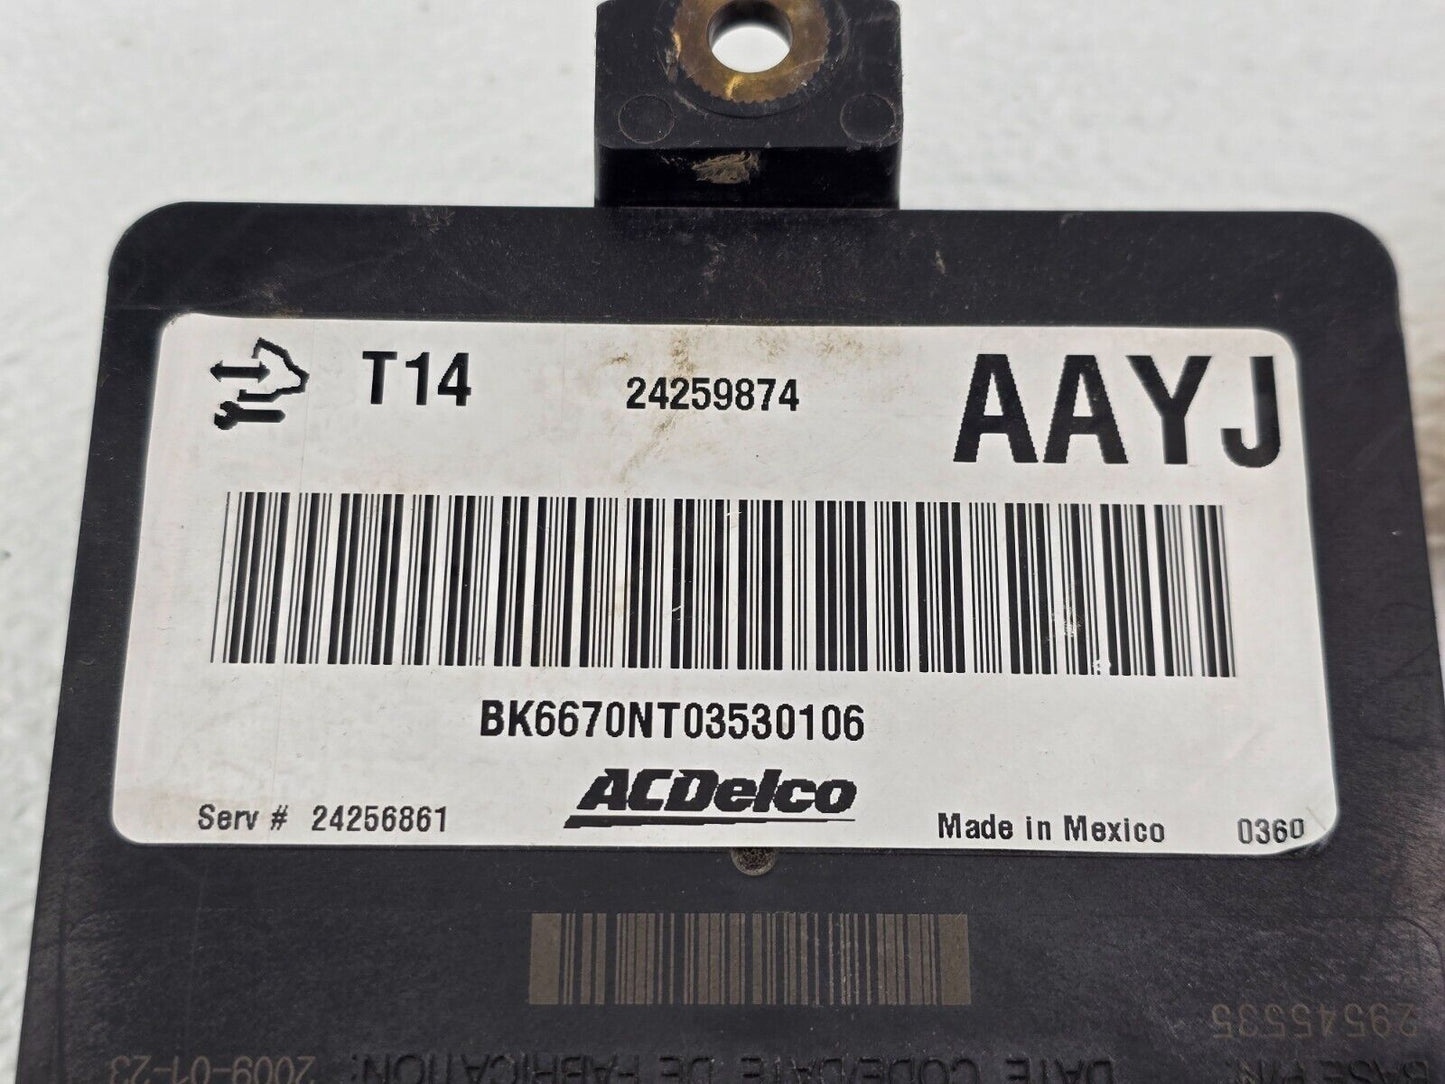 T14 24259874 AAYJ
BK6670NT03530106
ACDelco
Serv # 24256861 Made in Mexico 0360
29545535
BASE P/N:
DATE CODE/DATE DE FABRICATION: 2009-01-23